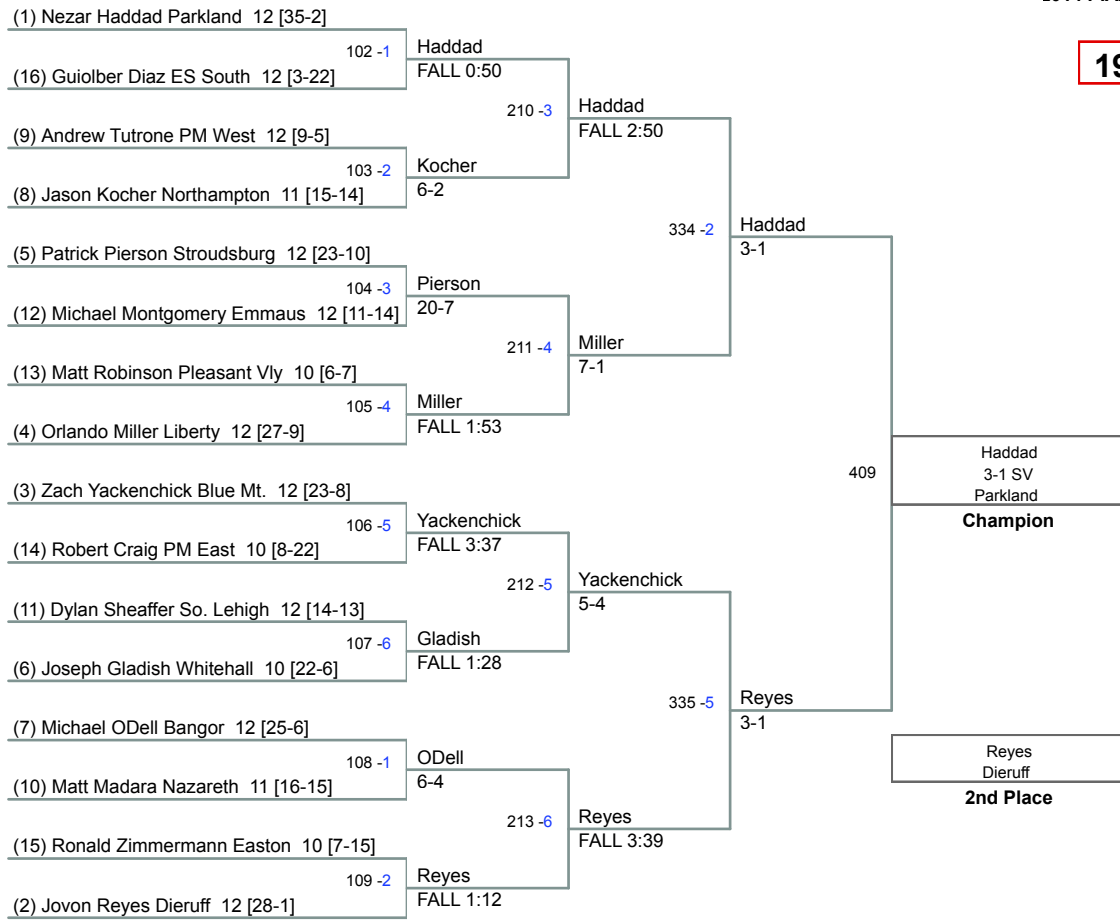 (1) Nezar Haddad Parkland 12 [35-2]
102 -1
(16) Guiolber Diaz ES South 12 [3-22]
Haddad
FALL 0:50
(9) Andrew Tutrone PM West 12 [9-5]
103 -2
(8) Jason Kocher Northampton 11 [15-14]
Kocher
6-2
210 -3
Haddad
FALL 2:50
(5) Patrick Pierson Stroudsburg 12 [23-10]
104 -3
(12) Michael Montgomery Emmaus 12 [11-14]
Pierson
20-7
(13) Matt Robinson Pleasant Vly 10 [6-7]
105 -4
(4) Orlando Miller Liberty 12 [27-9]
Miller
FALL 1:53
211 -4
Miller
7-1
334 -2
Haddad
3-1
(3) Zach Yackenchick Blue Mt. 12 [23-8]
106 -5
(14) Robert Craig PM East 10 [8-22]
Yackenchick
FALL 3:37
(11) Dylan Sheaffer So. Lehigh 12 [14-13]
107 -6
(6) Joseph Gladish Whitehall 10 [22-6]
Gladish
FALL 1:28
212 -5
Yackenchick
5-4
(7) Michael ODell Bangor 12 [25-6]
108 -1
(10) Matt Madara Nazareth 11 [16-15]
ODell
6-4
(15) Ronald Zimmermann Easton 10 [7-15]
109 -2
(2) Jovon Reyes Dieruff 12 [28-1]
Reyes
FALL 1:12
213 -6
Reyes
FALL 3:39
335 -5
Reyes
3-1
409
Haddad
3-1 SV
Parkland
Champion
Reyes
Dieruff
2nd Place
19